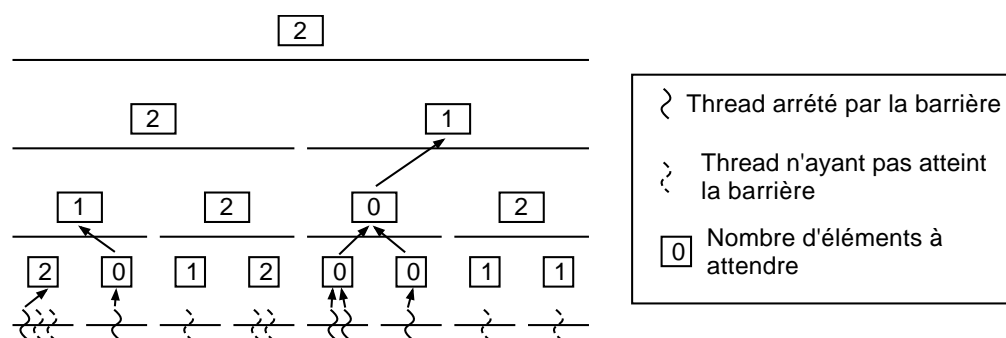 2
2 1
1 2 0 2
2 0 1 2 0 0 1 1
Thread arrété par la barrière
Thread n'ayant pas atteint
la barrière
0
Nombre d'éléments à
attendre